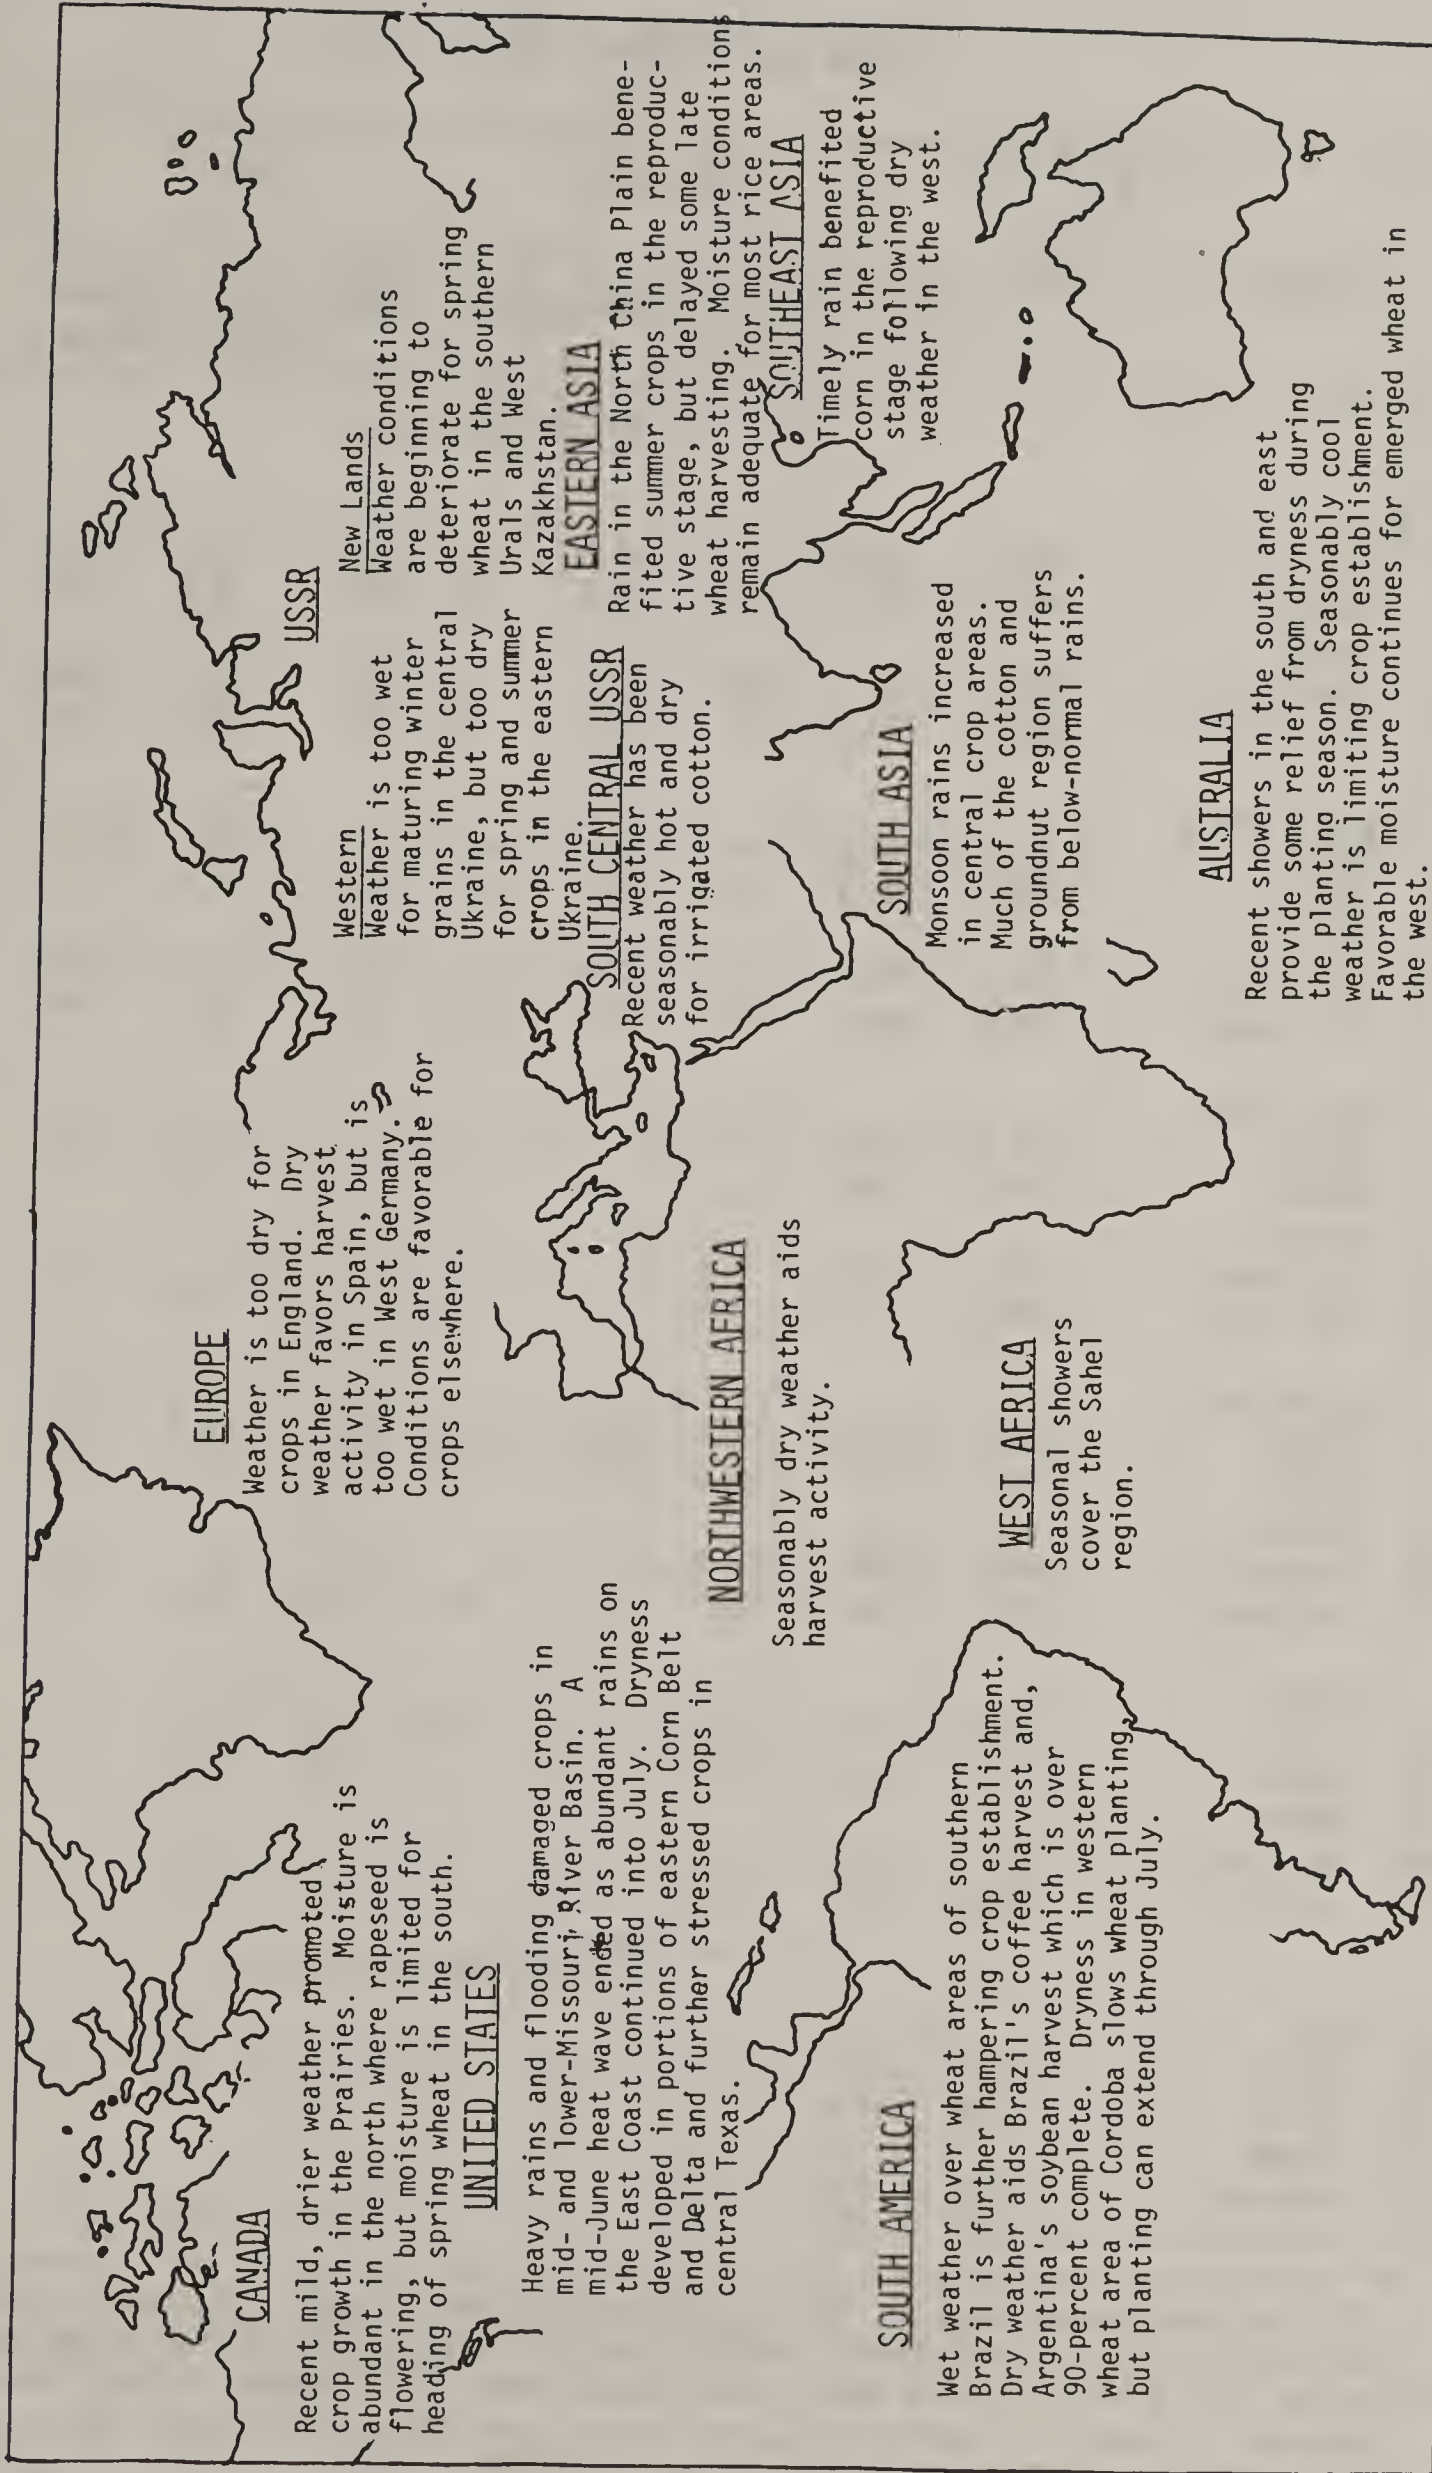 CANADA
Recent mild, drier weather promoted
crop growth in the Prairies. Moisture is
abundant in the north where rapeseed is
flowering, but moisture is limited for
heading of spring wheat in the south.
UNITED STATES
Heavy rains and flooding damaged crops in
mid- and lower-Missouri River Basin. A
mid-June heat wave ended as abundant rains on
the East Coast continued into July. Dryness
developed in portions of eastern Corn Belt
and Delta and further stressed crops in
central Texas.
SOUTH AMERICA
Wet weather over wheat areas of southern
Brazil is further hampering crop establishment.
Dry weather aids Brazil's coffee harvest and,
Argentina's soybean harvest which is over
90-percent complete. Dryness in western
wheat area of Cordoba slows wheat planting,
but planting can extend through July.
EUROPE
Weather is too dry for
crops in England. Dry
weather favors harvest
activity in Spain, but is
too wet in West Germany.
Conditions are favorable for
crops elsewhere.
NORTHWESTERN AFRICA
Seasonably dry weather aids
harvest activity.
WEST AFRICA
Seasonal showers
cover the Sahel
region.
USSR
Western
Weather is too wet
for maturing winter
grains in the central
Ukraine, but too dry
for spring and summer
crops in the eastern
Ukraine.
New Lands
Weather conditions
are beginning to
deteriorate for spring
wheat in the southern
Urals and West
Kazakhstan.
SOUTH CENTRAL USSR
Recent weather has been
seasonably hot and dry
for irrigated cotton.
EASTERN ASIA
Rain in the North China Plain bene-
fited summer crops in the reproduc-
tive stage, but delayed some late
wheat harvesting. Moisture conditions
remain adequate for most rice areas.
SOUTHEAST ASIA
Timely rain benefited
corn in the reproductive
stage following dry
weather in the west.
SOUTH ASIA
Monsoon rains increased
in central crop areas.
Much of the cotton and
groundnut region suffers
from below-normal rains.
AUSTRALIA
Recent showers in the south and east
provide some relief from dryness during
the planting season. Seasonably cool
weather is limiting crop establishment.
Favorable moisture continues for emerged wheat in
the west.